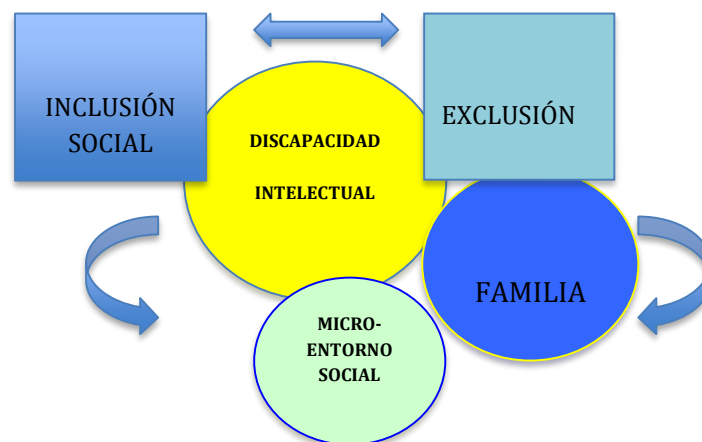 INCLUSIÓN
SOCIAL
EXCLUSIÓN
DISCAPACIDAD
INTELECTUAL
FAMILIA
MICRO-
ENTORNO
SOCIAL